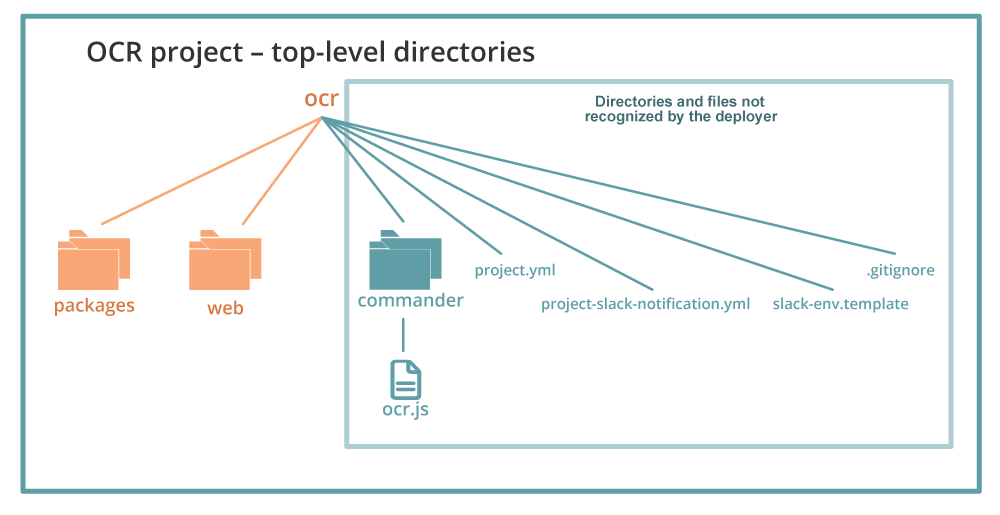 OCR project – top-level directories
ocr
Directories and files not
recognized by the deployer
packages
web
commander
project.yml
project-slack-notification.yml
slack-env.template
.gitignore
ocr.js